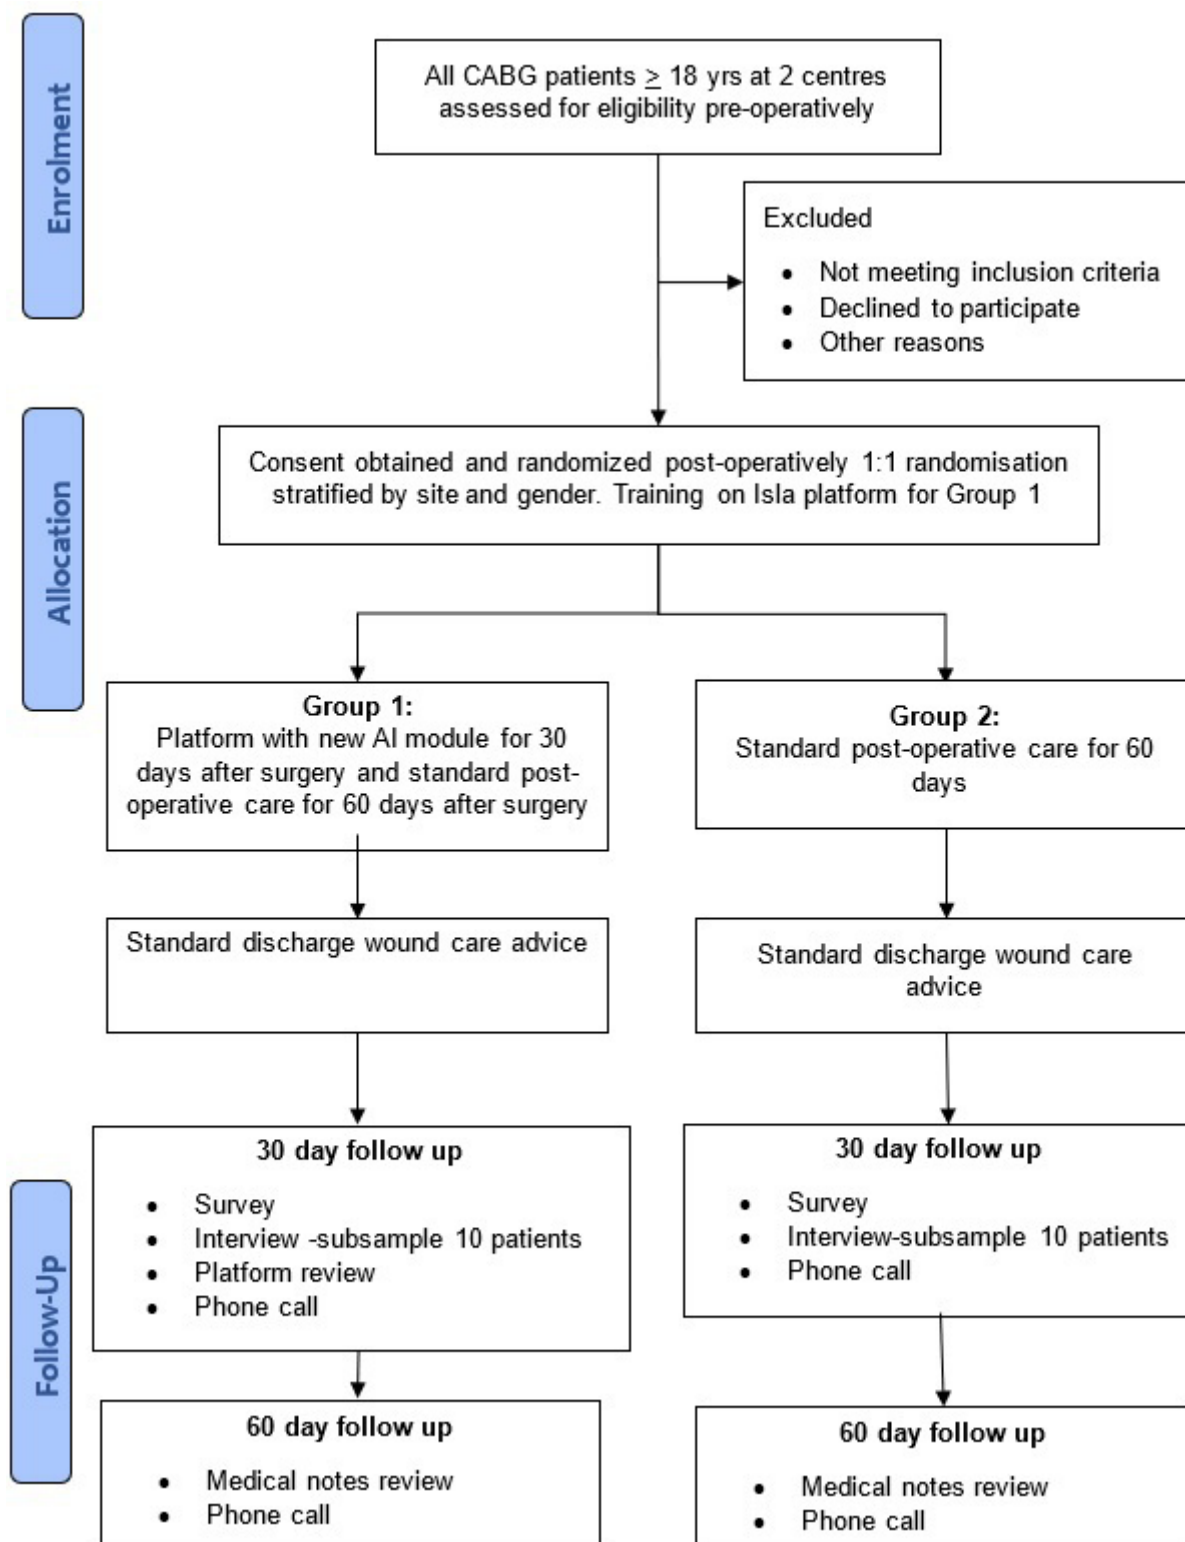 Enrolment
All CABG patients ≥ 18 yrs at 2 centres
assessed for eligibility pre-operatively
Excluded
• Not meeting inclusion criteria
• Declined to participate
• Other reasons
Allocation
Consent obtained and randomized post-operatively 1:1 randomisation
stratified by site and gender. Training on Isla platform for Group 1
Group 1:
Platform with new AI module for 30
days after surgery and standard post-
operative care for 60 days after surgery
Group 2:
Standard post-operative care for 60
days
Standard discharge wound care advice
Standard discharge wound care
advice
Follow-Up
30 day follow up
• Survey
• Interview -subsample 10 patients
• Platform review
• Phone call
30 day follow up
• Survey
• Interview-subsample 10 patients
• Phone call
60 day follow up
• Medical notes review
• Phone call
60 day follow up
• Medical notes review
• Phone call